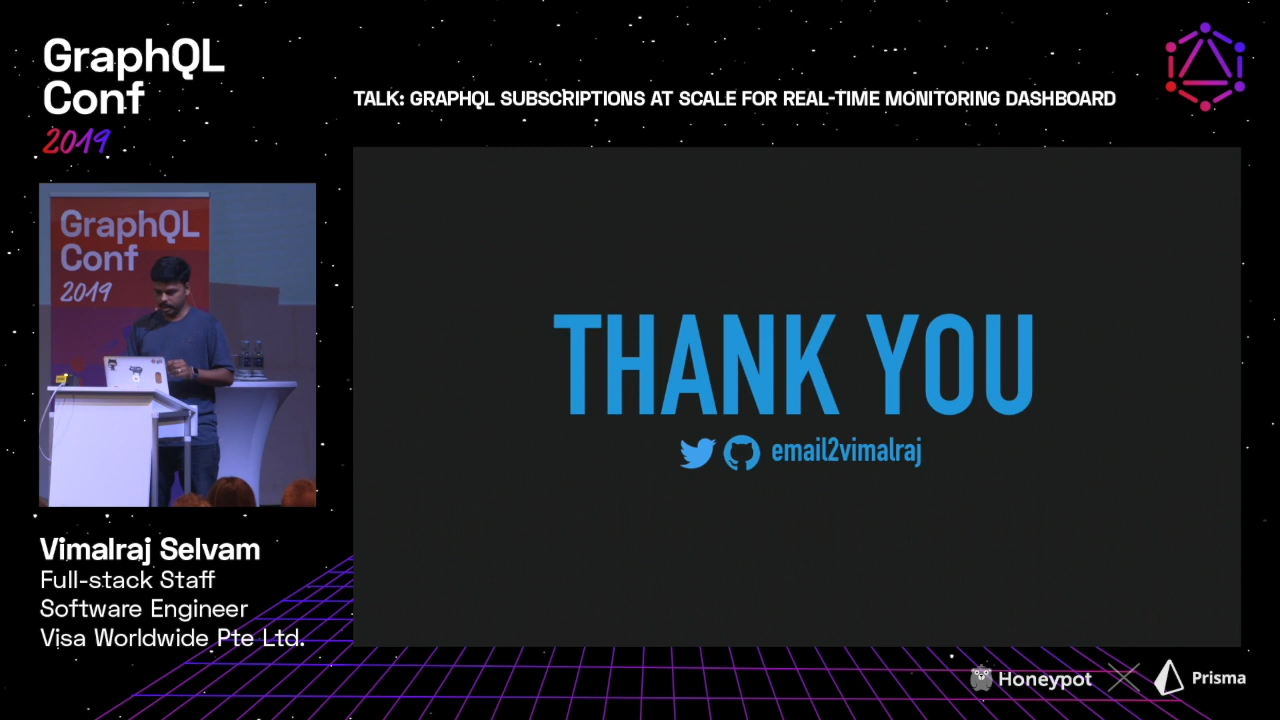 GraphQL
Conf
2019
TALK: GRAPHQL SUBSCRIPTIONS AT SCALE FOR REAL-TIME MONITORING DASHBOARD
GraphQL
Conf
2019
THANK YOU
email2vimalraj
Vimalraj Selvam
Full-stack Staff
Software Engineer
Visa Worldwide Pte Ltd.
Honeypot
Prisma